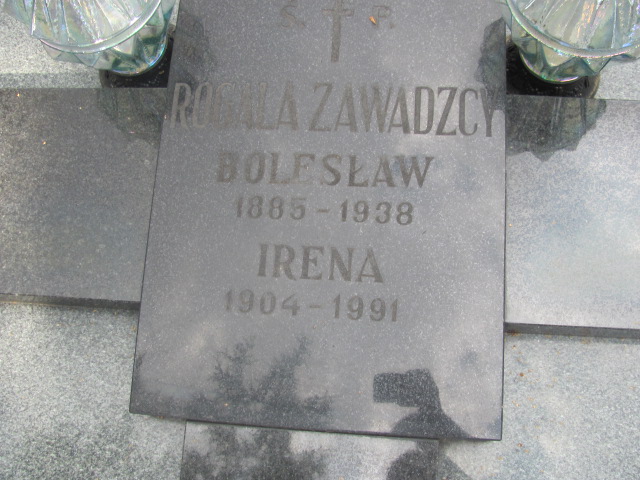 Ś. P.
ROGALA ZAWADZCY
BOLESŁAW
1885-1938
IRENA
1904-1991